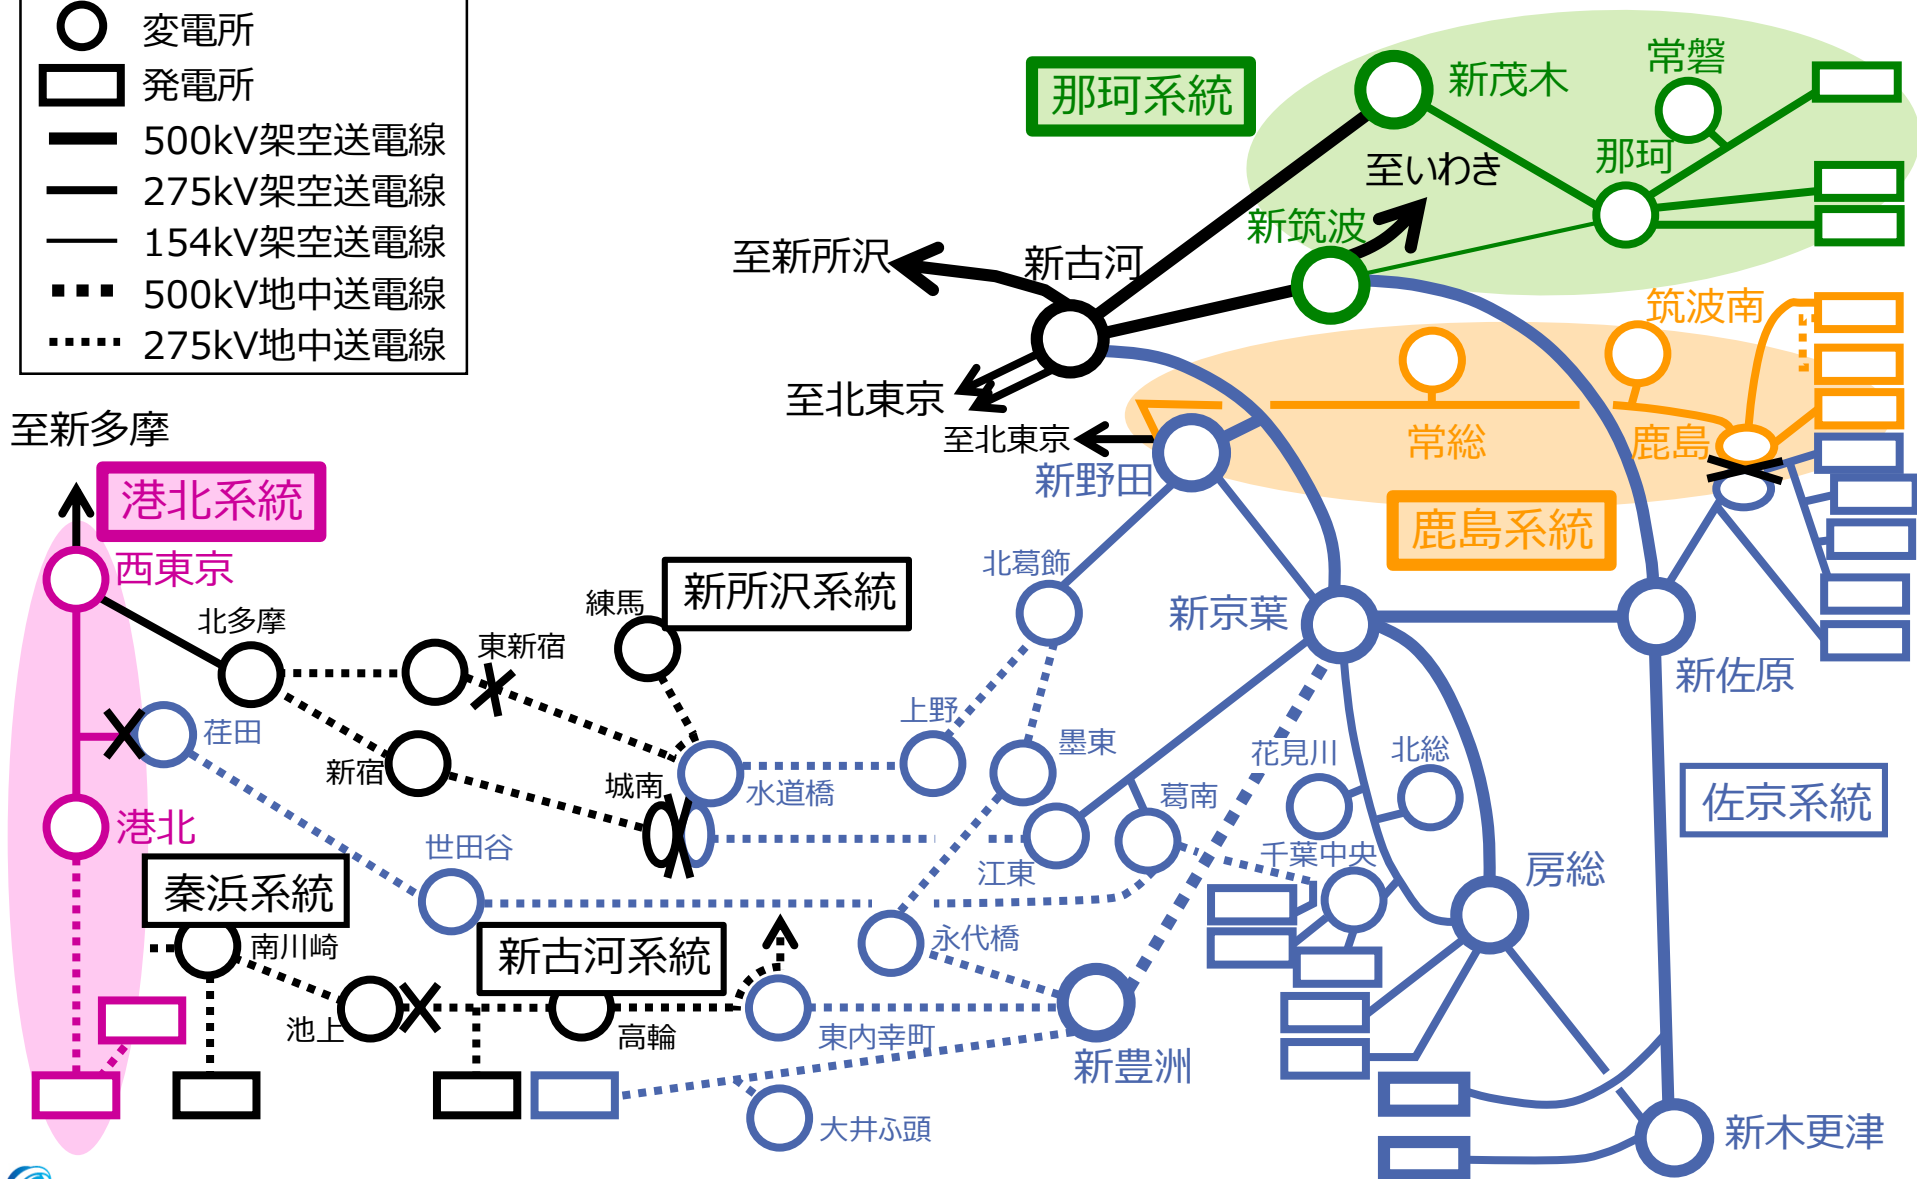 変電所
発電所
500kV架空送電線
275kV架空送電線
154kV架空送電線
500kV地中送電線
275kV地中送電線
那珂系統
新茂木
常磐
那珂
至いわき
新筑波
至新所沢
新古河
至北東京
至北東京
新野田
筑波南
常総
鹿島
鹿島系統
至新多摩
港北系統
西東京
北多摩
東新宿
練馬
新所沢系統
北葛飾
新京葉
新佐原
荏田
新宿
城南
水道橋
上野
墨東
花見川
北総
葛南
佐京系統
港北
世田谷
江東
千葉中央
房総
秦浜系統
南川崎
新古河系統
永代橋
池上
高輪
東内幸町
新豊洲
大井ふ頭
新木更津